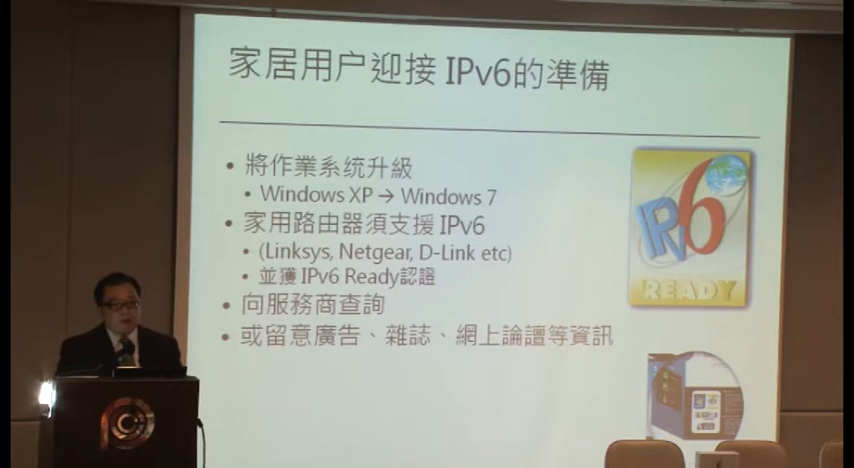 家居用户迎接 IPv6的準備
• 將作業系统升級
• Windows XP → Windows 7
• 家用路由器須支援 IPv6
• (Linksys, Netgear, D-Link etc)
• 並獲 IPv6 Ready認證
• 向服務商查詢
• 或留意廣告、雜誌、網上論壇等資訊
IPv6
READY